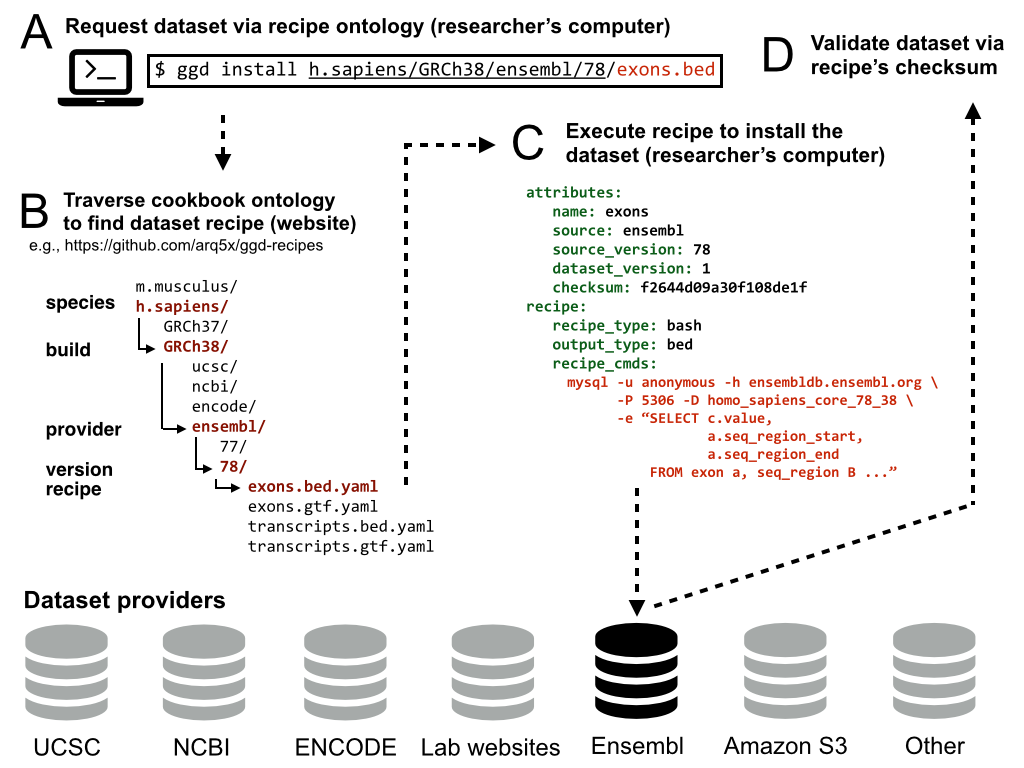 A
Request dataset via recipe ontology (researcher's computer)
>_
$ ggd install h.sapiens/GRCh38/ensembl/78/exons.bed
B
Traverse cookbook ontology
to find dataset recipe (website)
e.g., https://github.com/arq5x/ggd-recipes
species
build
provider
version
recipe
m.musculus/
h.sapiens/
GRCh37/
GRCh38/
ucsc/
ncbi/
encode/
ensembl/
77/
78/
exons.bed.yaml
exons.gtf.yaml
transcripts.bed.yaml
transcripts.gtf.yaml
C
Execute recipe to install the
dataset (researcher's computer)
attributes:
name: exons
source: ensembl
source_version: 78
dataset_version: 1
checksum: f2644d09a30f108de1f
recipe:
recipe_type: bash
output_type: bed
recipe_cmds:
mysql -u anonymous -h ensembldb.ensembl.org \
-P 5306 -D homo_sapiens_core_78_38 \
-e “SELECT c.value,
a.seq_region_start,
a.seq_region_end
FROM exon a, seq_region B ...”
D
Validate dataset via
recipe's checksum
Dataset providers
UCSC
NCBI
ENCODE
Lab websites
Ensembl
Amazon S3
Other